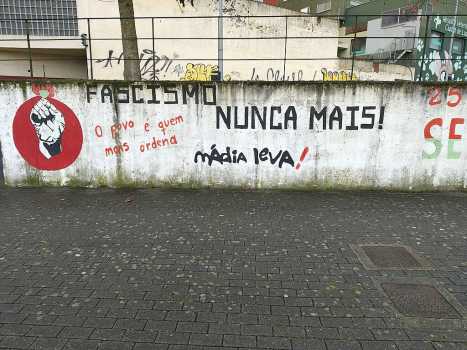 FASCISMO
NUNCA MAIS!
O povo é quem
mais ordena
mádia leva!
25
SE